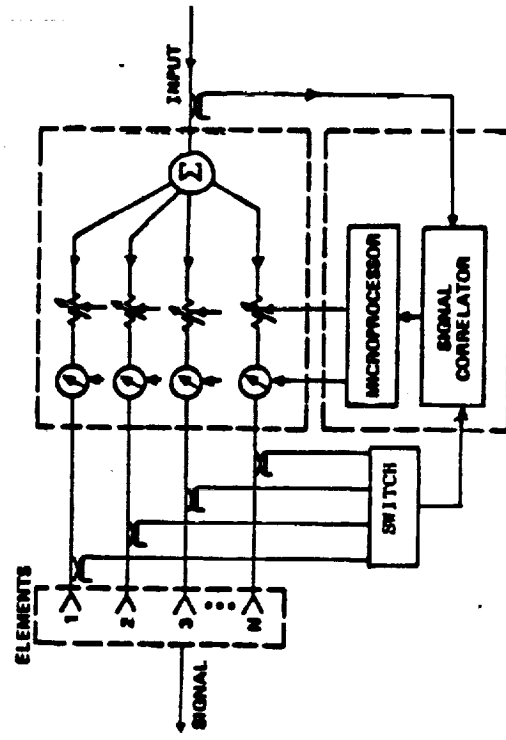 INPUT
Σ
MICROPROCESSOR
SIGNAL
CORRELATOR
SWITCH
ELEMENTS
1
2
3
N
SIGNAL